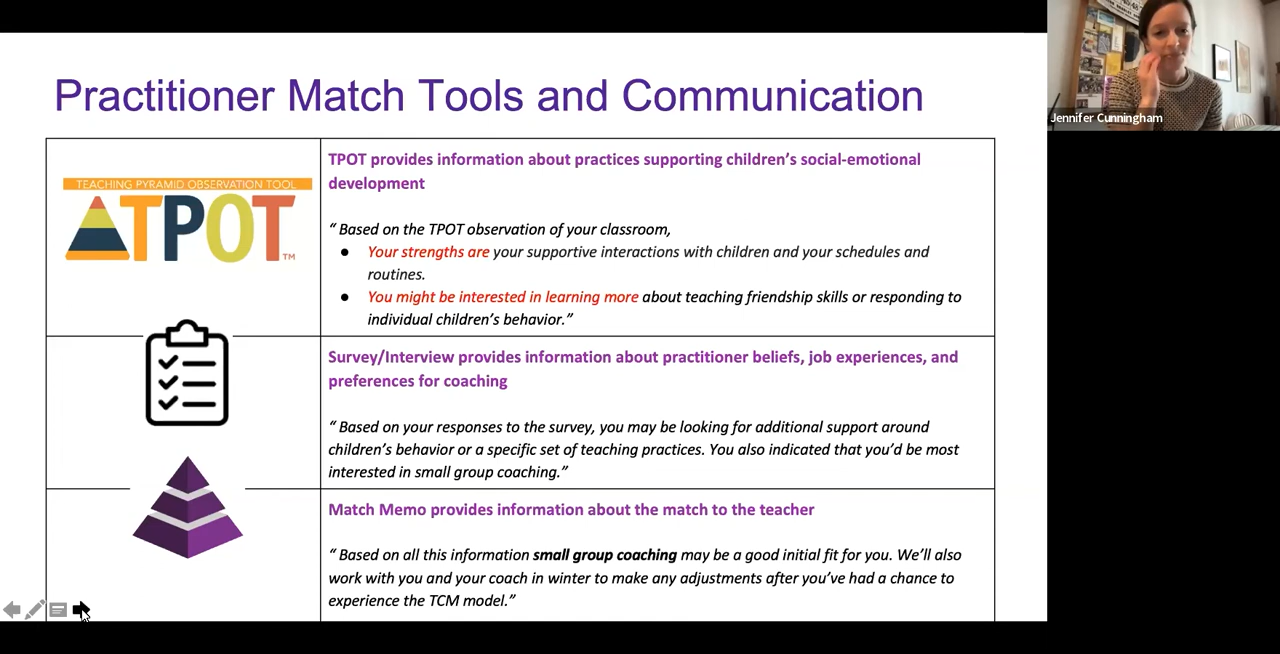 Practitioner Match Tools and Communication
Jennifer Cunningham
TEACHING PYRAMID OBSERVATION TOOL
TPOT™
TPOT provides information about practices supporting children’s social-emotional
development
“ Based on the TPOT observation of your classroom,
● Your strengths are your supportive interactions with children and your schedules and
routines.
● You might be interested in learning more about teaching friendship skills or responding to
individual children’s behavior.”
Survey/Interview provides information about practitioner beliefs, job experiences, and
preferences for coaching
“ Based on your responses to the survey, you may be looking for additional support around
children’s behavior or a specific set of teaching practices. You also indicated that you’d be most
interested in small group coaching.”
Match Memo provides information about the match to the teacher
“ Based on all this information small group coaching may be a good initial fit for you. We’ll also
work with you and your coach in winter to make any adjustments after you’ve had a chance to
experience the TCM model.”